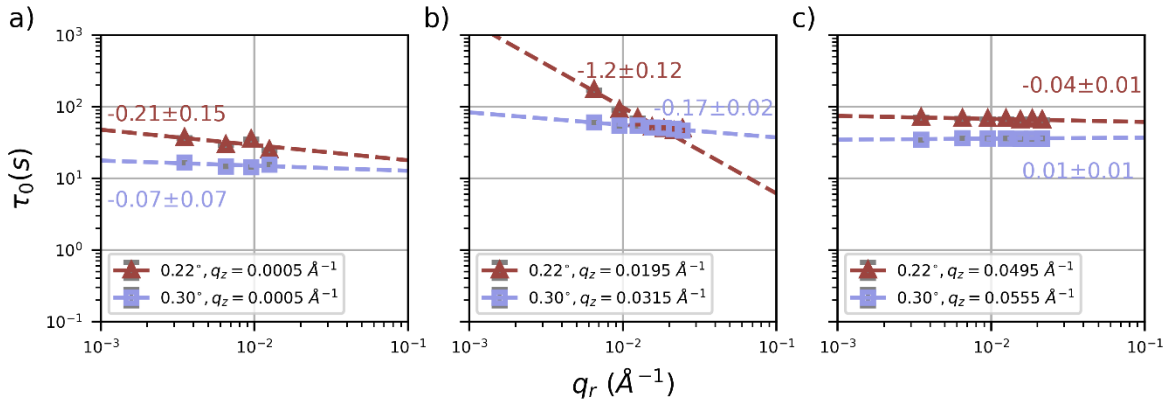 a)
b)
c)
τ₀(s)
10³
10²
10¹
10⁰
10⁻¹
-0.21±0.15
-0.07±0.07
0.22°, q_z = 0.0005 Å⁻¹
0.30°, q_z = 0.0005 Å⁻¹
10⁻³
10⁻²
10⁻¹
-1.2±0.12
-0.17±0.02
0.22°, q_z = 0.0195 Å⁻¹
0.30°, q_z = 0.0315 Å⁻¹
10⁻³
10⁻²
10⁻¹
-0.04±0.01
0.01±0.01
0.22°, q_z = 0.0495 Å⁻¹
0.30°, q_z = 0.0555 Å⁻¹
10⁻³
10⁻²
10⁻¹
q_r (Å⁻¹)